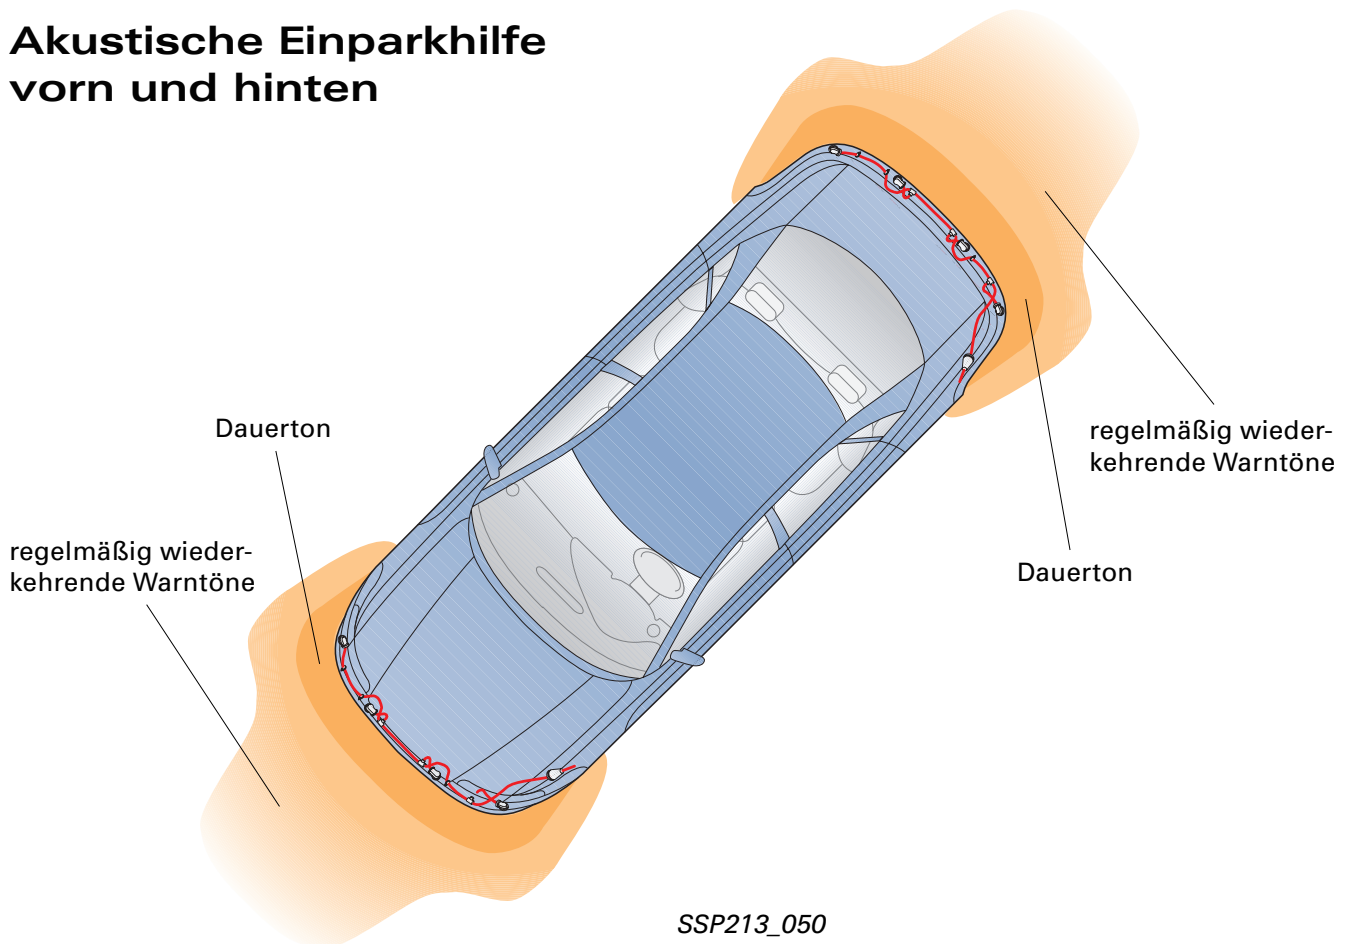 Akustische Einparkhilfe
vorn und hinten
Dauerton
regelmäßig wieder-
kehrende Warntöne
regelmäßig wieder-
kehrende Warntöne
Dauerton
SSP213_050